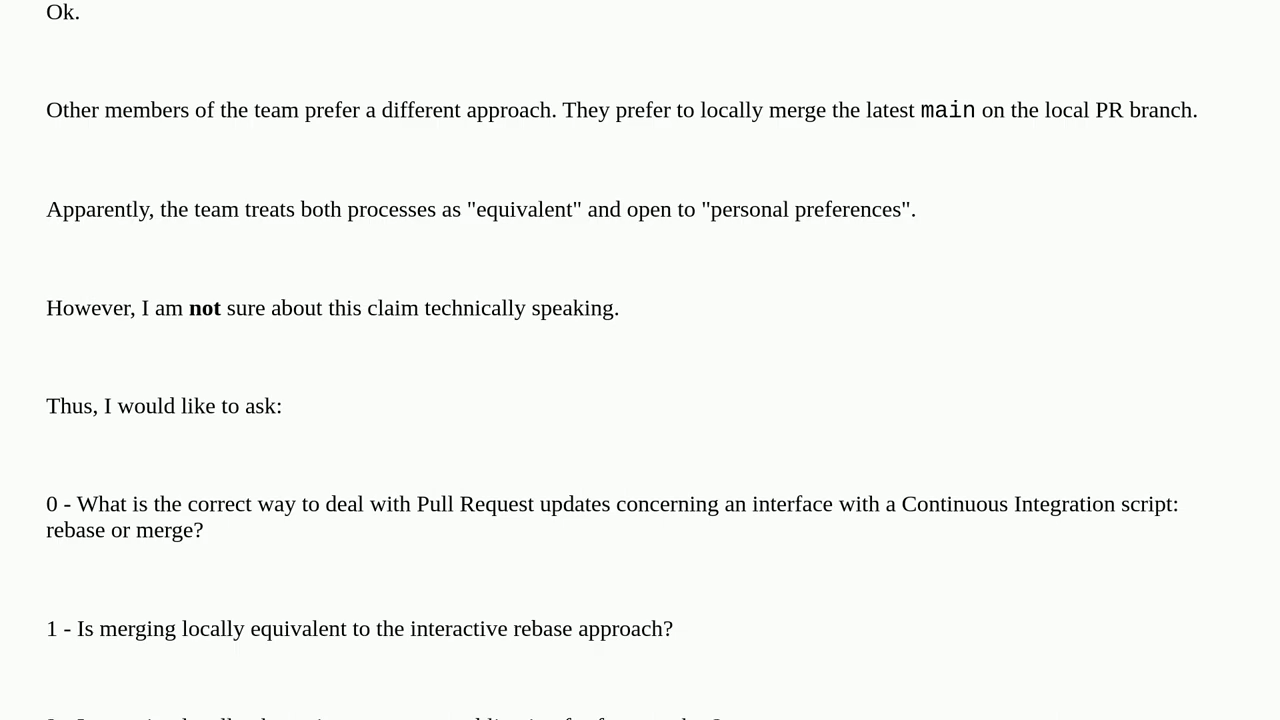 Ok.
Other members of the team prefer a different approach. They prefer to locally merge the latest main on the local PR branch.
Apparently, the team treats both processes as "equivalent" and open to "personal preferences".
However, I am not sure about this claim technically speaking.
Thus, I would like to ask:
0 - What is the correct way to deal with Pull Request updates concerning an interface with a Continuous Integration script:
rebase or merge?
1 - Is merging locally equivalent to the interactive rebase approach?